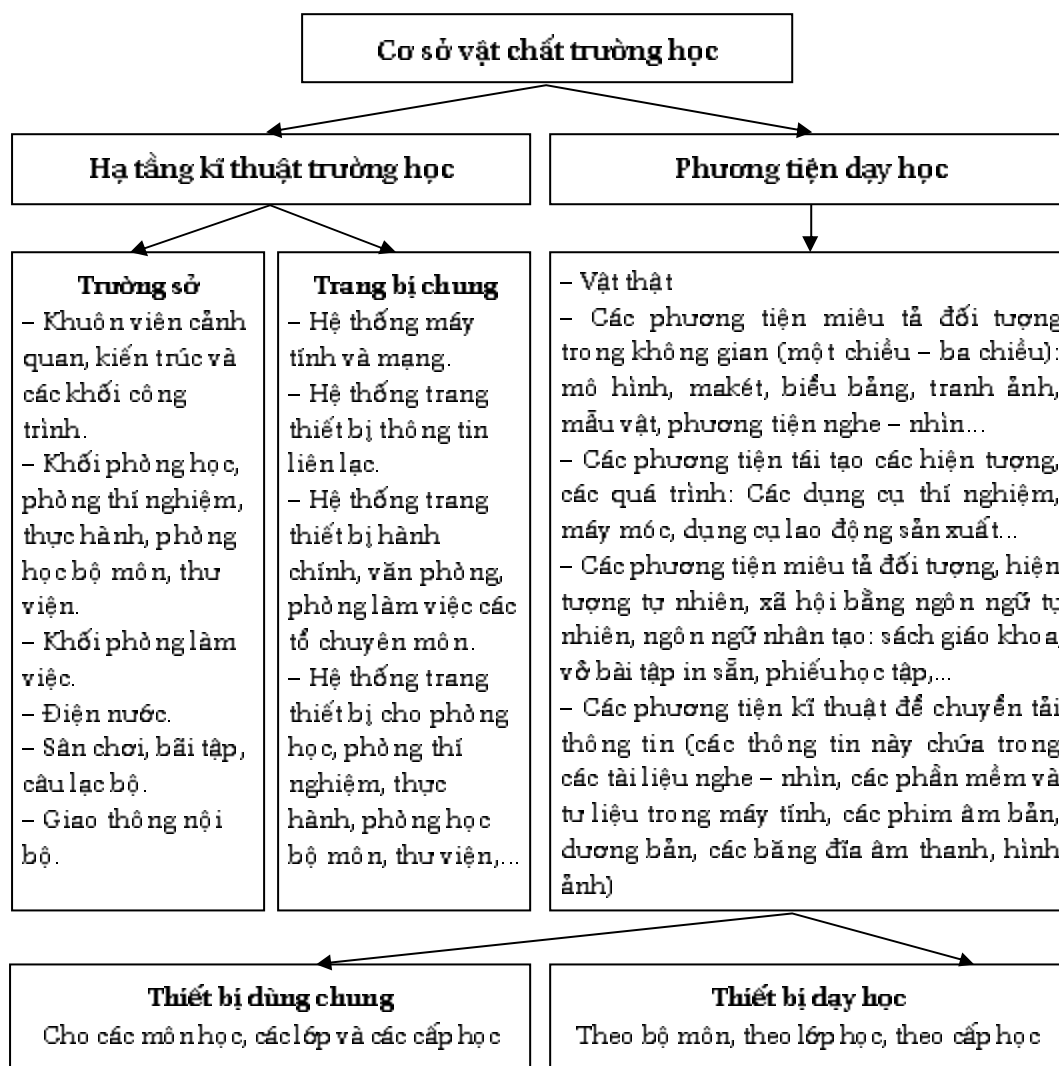 Cơ sở vật chất trường học
Hạ tầng kĩ thuật trường học
Phương tiện dạy học
Trường sở
– Khuôn viên cảnh
quan, kiến trúc và
các khối công
trình.
– Khối phòng học,
phòng thí nghiệm,
thực hành, phòng
học bộ môn, thư
viện.
– Khối phòng làm
việc.
– Điện nước.
– Sân chơi, bãi tập,
câu lạc bộ.
– Giao thông nội
bộ.
Trang bị chung
– Hệ thống máy
tính và mạng.
– Hệ thống trang
thiết bị thông tin
liên lạc.
– Hệ thống trang
thiết bị hành
chính, văn phòng,
phòng làm việc các
tổ chuyên môn.
– Hệ thống trang
thiết bị cho phòng
học, phòng thí
nghiệm, thực
hành, phòng học
bộ môn, thư viện,...
– Vật thật
– Các phương tiện miêu tả đối tượng
trong không gian (một chiều – ba chiều):
mô hình, makét, biểu bảng, tranh ảnh,
mẫu vật, phương tiện nghe – nhìn...
– Các phương tiện tái tạo các hiện tượng,
các quá trình: Các dụng cụ thí nghiệm,
máy móc, dụng cụ lao động sản xuất...
– Các phương tiện miêu tả đối tượng, hiện
tượng tự nhiên, xã hội bằng ngôn ngữ tự
nhiên, ngôn ngữ nhân tạo: sách giáo khoa,
vở bài tập in sẵn, phiếu học tập,...
– Các phương tiện kĩ thuật để chuyển tải
thông tin (các thông tin này chứa trong
các tài liệu nghe – nhìn, các phần mềm và
tư liệu trong máy tính, các phim âm bản,
dương bản, các băng đĩa âm thanh, hình
ảnh)
Thiết bị dùng chung
Cho các môn học, các lớp và các cấp học
Thiết bị dạy học
Theo bộ môn, theo lớp học, theo cấp học